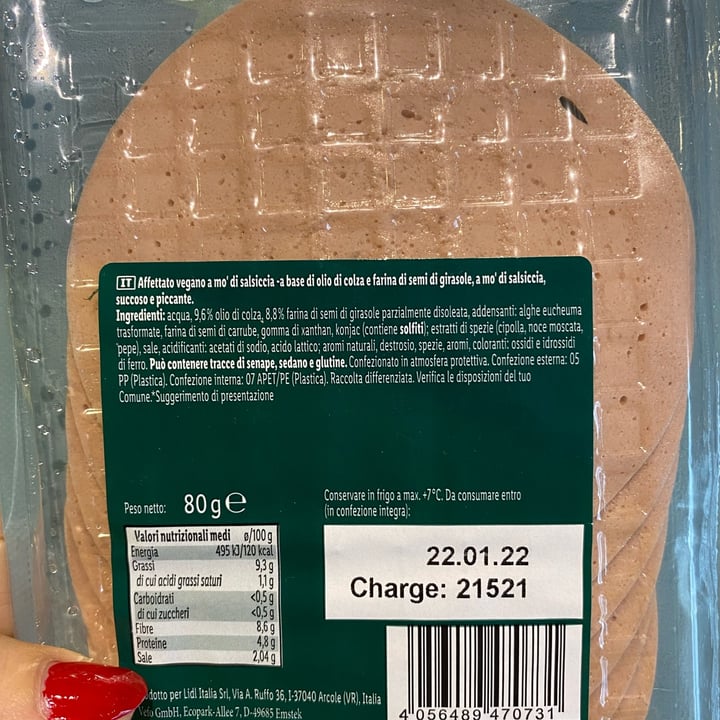 IT Affettato vegano a mo' di salsiccia -a base di olio di colza e farina di semi di girasole, a mo' di salsiccia,
succoso e piccante.
Ingredienti: acqua, 9,6% olio di colza, 8,8% farina di semi di girasole parzialmente disoleata, addensanti: alghe eucheuma
trasformate, farina di semi di carrube, gomma di xanthan, konjac (contiene solfiti); estratti di spezie (cipolla, noce moscata,
pepe), sale, acidificanti: acetati di sodio, acido lattico; aromi naturali, destrosio, spezie, aromi, coloranti: ossidi e idrossidi
di ferro. Può contenere tracce di senape, sedano e glutine. Confezionato in atmosfera protettiva. Confezione esterna: 05
PP (Plastica). Confezione interna: 07 APET/PE (Plastica). Raccolta differenziata. Verifica le disposizioni del tuo
Comune.*Suggerimento di presentazione
Peso netto: 80 g e
Conservare in frigo a max. +7°C. Da consumare entro
(in confezione integra):
22.01.22
Charge: 21521
Valori nutrizionali medi ø/100 g
Energia 495 kJ/120 kcal
Grassi 9,3 g
di cui acidi grassi saturi 1,1 g
Carboidrati <0,5 g
di cui zuccheri <0,5 g
Fibre 8,6 g
Proteine 4,8 g
Sale 2,04 g
dotto per Lidl Italia Srl, Via A. Ruffo 36, I-37040 Arcole (VR), Italia
GmbH, Ecopark-Allee 7, D-49685 Emstek
4 056489 470731